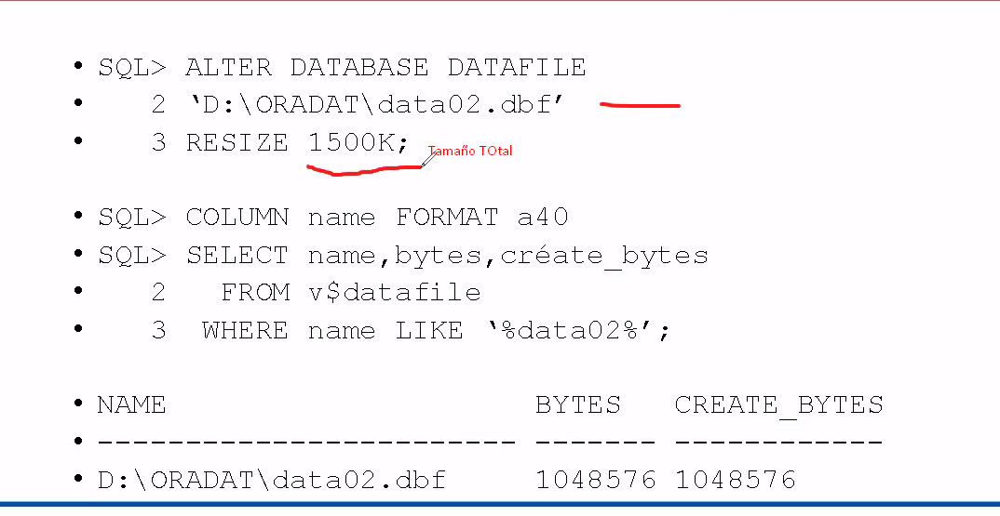 • SQL> ALTER DATABASE DATAFILE
• 2 ‘D:\ORADAT\data02.dbf’
• 3 RESIZE 1500K; Tamaño TOtal
• SQL> COLUMN name FORMAT a40
• SQL> SELECT name,bytes,créate_bytes
• 2 FROM v$datafile
• 3 WHERE name LIKE ‘%data02%’;
• NAME BYTES CREATE_BYTES
• ------------------------ ------- ------------
• D:\ORADAT\data02.dbf 1048576 1048576